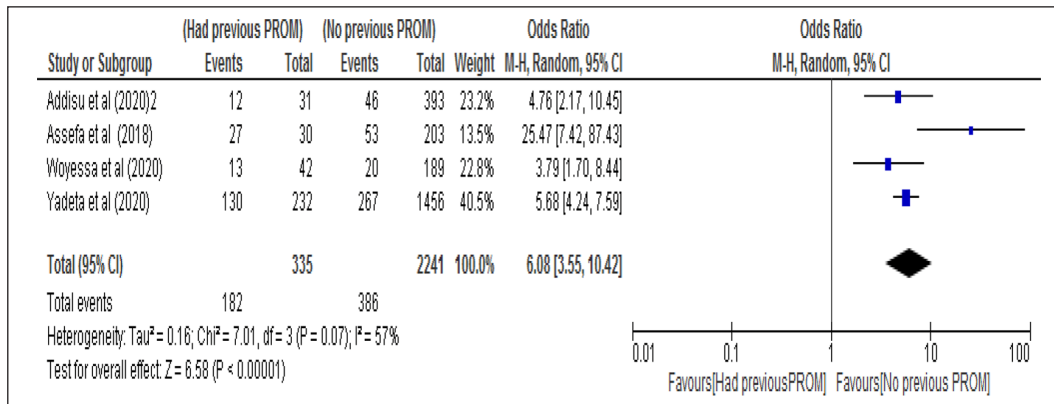 (Had previous PROM) (No previous PROM) Odds Ratio Odds Ratio
Study or Subgroup Events Total Events Total Weight M-H, Random, 95% CI M-H, Random, 95% CI
Addisu et al (2020)2 12 31 46 393 23.2% 4.76 [2.17, 10.45]
Assefa et al (2018) 27 30 53 203 13.5% 25.47 [7.42, 87.43]
Woyessa et al (2020) 13 42 20 189 22.8% 3.79 [1.70, 8.44]
Yadeta et al (2020) 130 232 267 1456 40.5% 5.68 [4.24, 7.59]
Total (95% CI) 335 2241 100.0% 6.08 [3.55, 10.42]
Total events 182 386
Heterogeneity: Tau² = 0.16; Chi² = 7.01, df = 3 (P = 0.07); I² = 57%
Test for overall effect: Z = 6.58 (P < 0.00001)
0.01 0.1 1 10 100
Favours[Had previousPROM] Favours[No previous PROM]